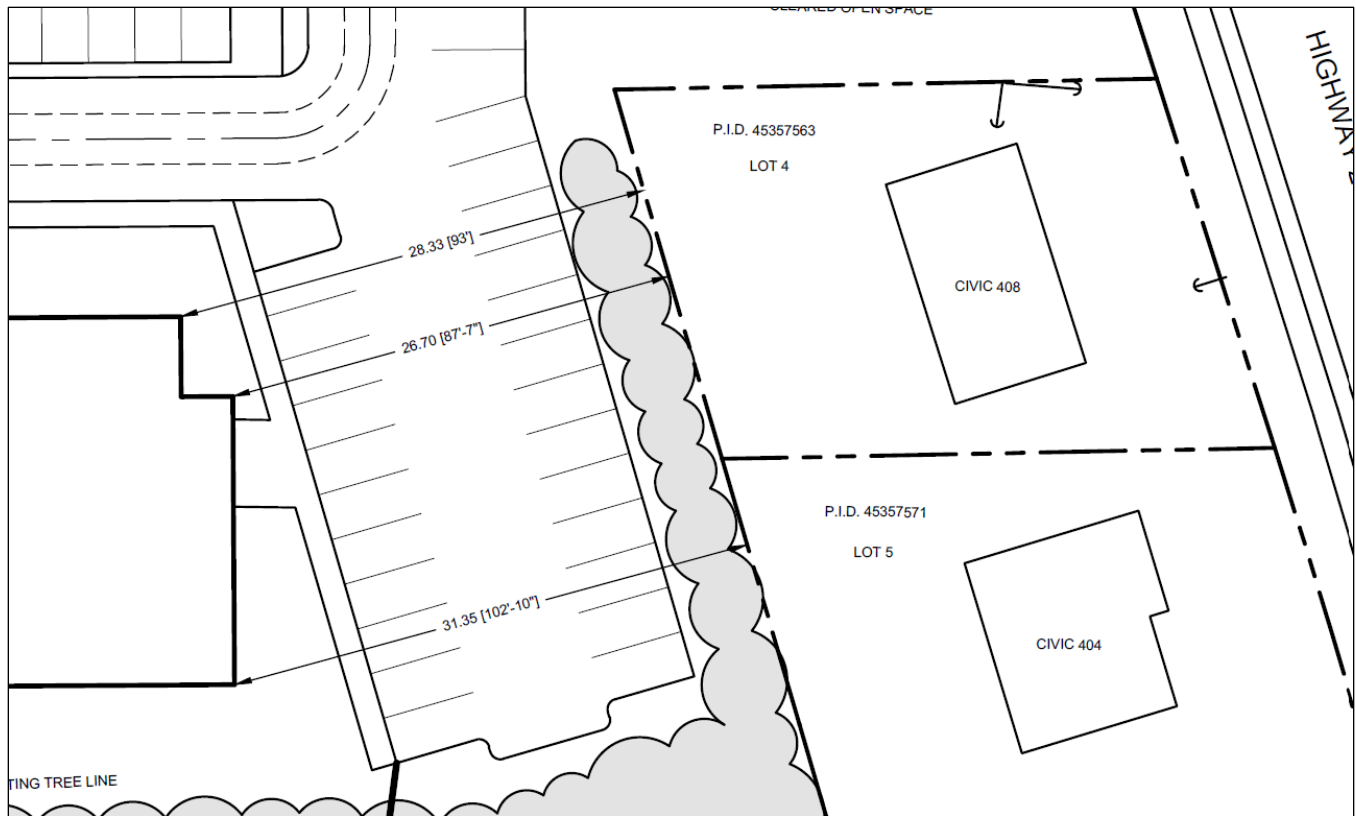 CLEARED OPEN SPACE
HIGHWAY
P.I.D. 45357563
LOT 4
28.33 [93']
CIVIC 408
26.70 [87'-7"]
P.I.D. 45357571
LOT 5
31.35 [102'-10"]
CIVIC 404
TING TREE LINE